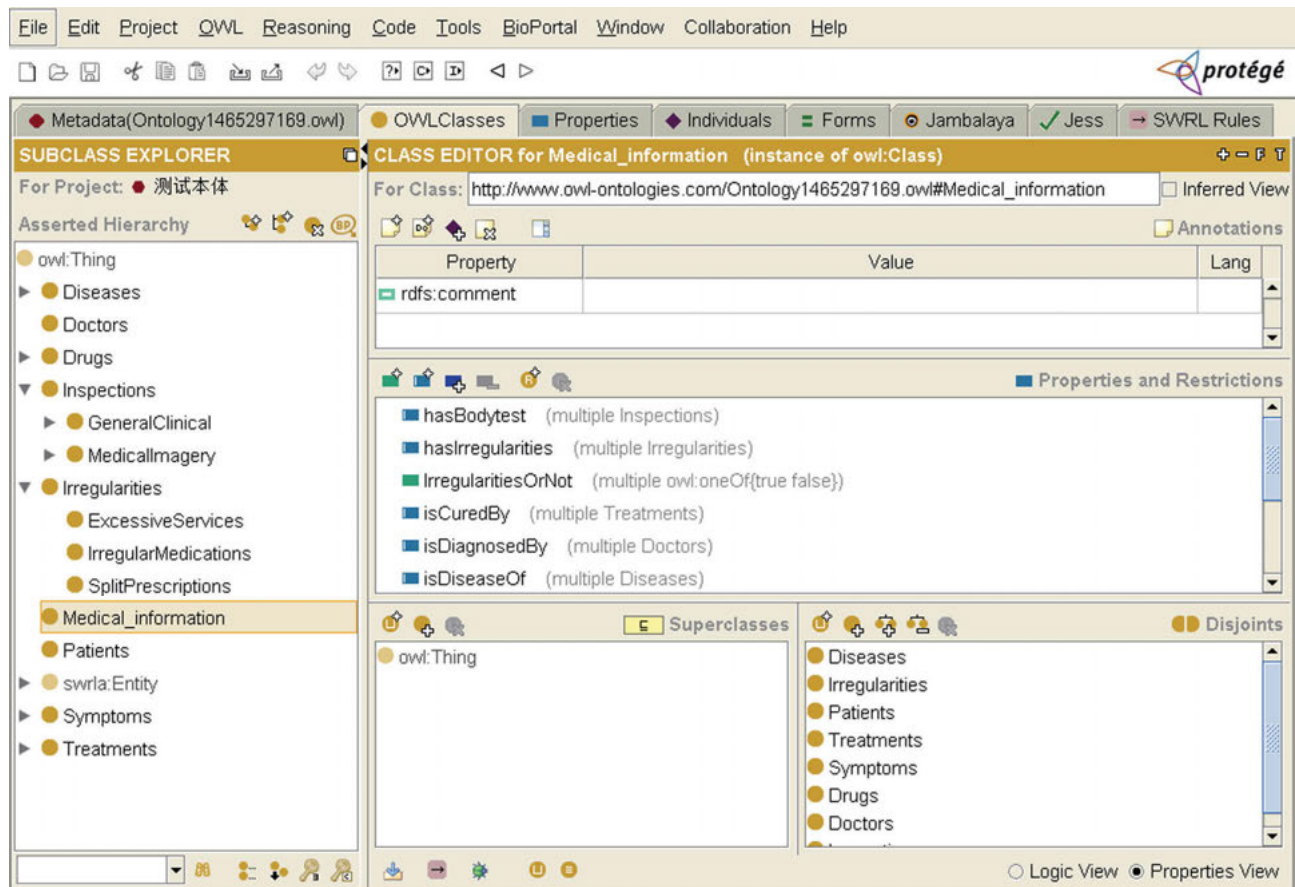 File Edit Project OWL Reasoning Code Tools BioPortal Window Collaboration Help
protégé
Metadata(Ontology1465297169.owl) OWLClasses Properties Individuals Forms Jambalaya Jess SWRL Rules
SUBCLASS EXPLORER
For Project: 测试本体
Asserted Hierarchy
BP
owl:Thing
Diseases
Doctors
Drugs
Inspections
GeneralClinical
MedicalImagery
Irregularities
ExcessiveServices
IrregularMedications
SplitPrescriptions
Medical_information
Patients
swrla:Entity
Symptoms
Treatments
CLASS EDITOR for Medical_information (instance of owl:Class)
For Class: http://www.owl-ontologies.com/Ontology1465297169.owl#Medical_information Inferred View
Annotations
Property Value Lang
rdfs:comment
Properties and Restrictions
hasBodytest (multiple Inspections)
hasIrregularities (multiple Irregularities)
IrregularitiesOrNot (multiple owl:oneOf{true false})
isCuredBy (multiple Treatments)
isDiagnosedBy (multiple Doctors)
isDiseaseOf (multiple Diseases)
Superclasses
owl:Thing
Disjoints
Diseases
Irregularities
Patients
Treatments
Symptoms
Drugs
Doctors
Logic View Properties View